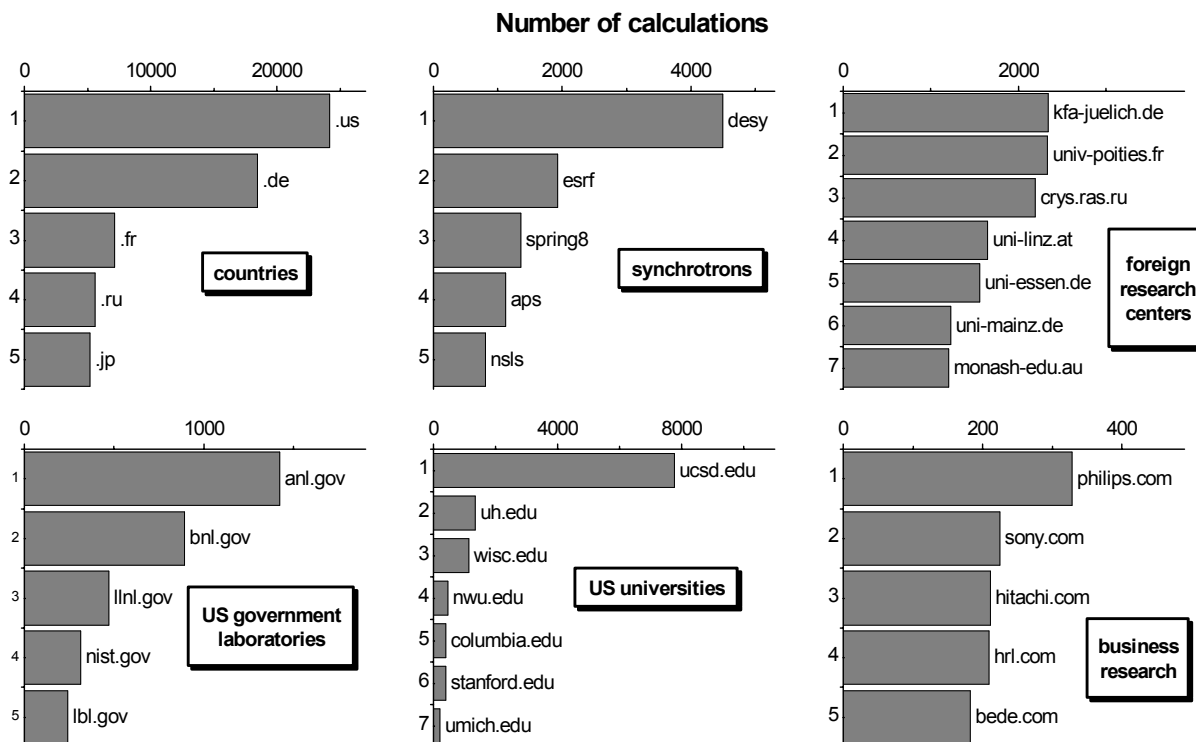 Number of calculations
0 10000 20000
1 .us
2 .de
3 .fr
4 .ru
5 .jp
countries
0 2000 4000
1 desy
2 esrf
3 spring8
4 aps
5 nsls
synchrotrons
0 2000
1 kfa-juelich.de
2 univ-poities.fr
3 crys.ras.ru
4 uni-linz.at
5 uni-essen.de
6 uni-mainz.de
7 monash-edu.au
foreign
research
centers
0 1000
1 anl.gov
2 bnl.gov
3 llnl.gov
4 nist.gov
5 lbl.gov
US government
laboratories
0 4000 8000
1 ucsd.edu
2 uh.edu
3 wisc.edu
4 nwu.edu
5 columbia.edu
6 stanford.edu
7 umich.edu
US universities
0 200 400
1 philips.com
2 sony.com
3 hitachi.com
4 hrl.com
5 bede.com
business
research